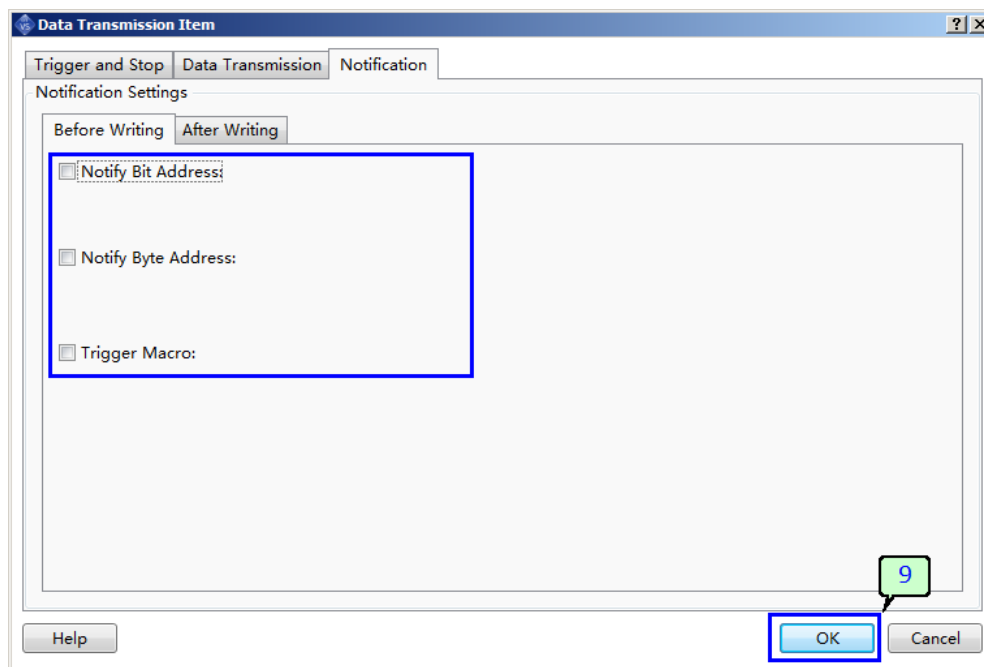 VS Data Transmission Item ? X
Trigger and Stop Data Transmission Notification
Notification Settings
Before Writing After Writing
Notify Bit Address:
Notify Byte Address:
Trigger Macro:
9
Help OK Cancel